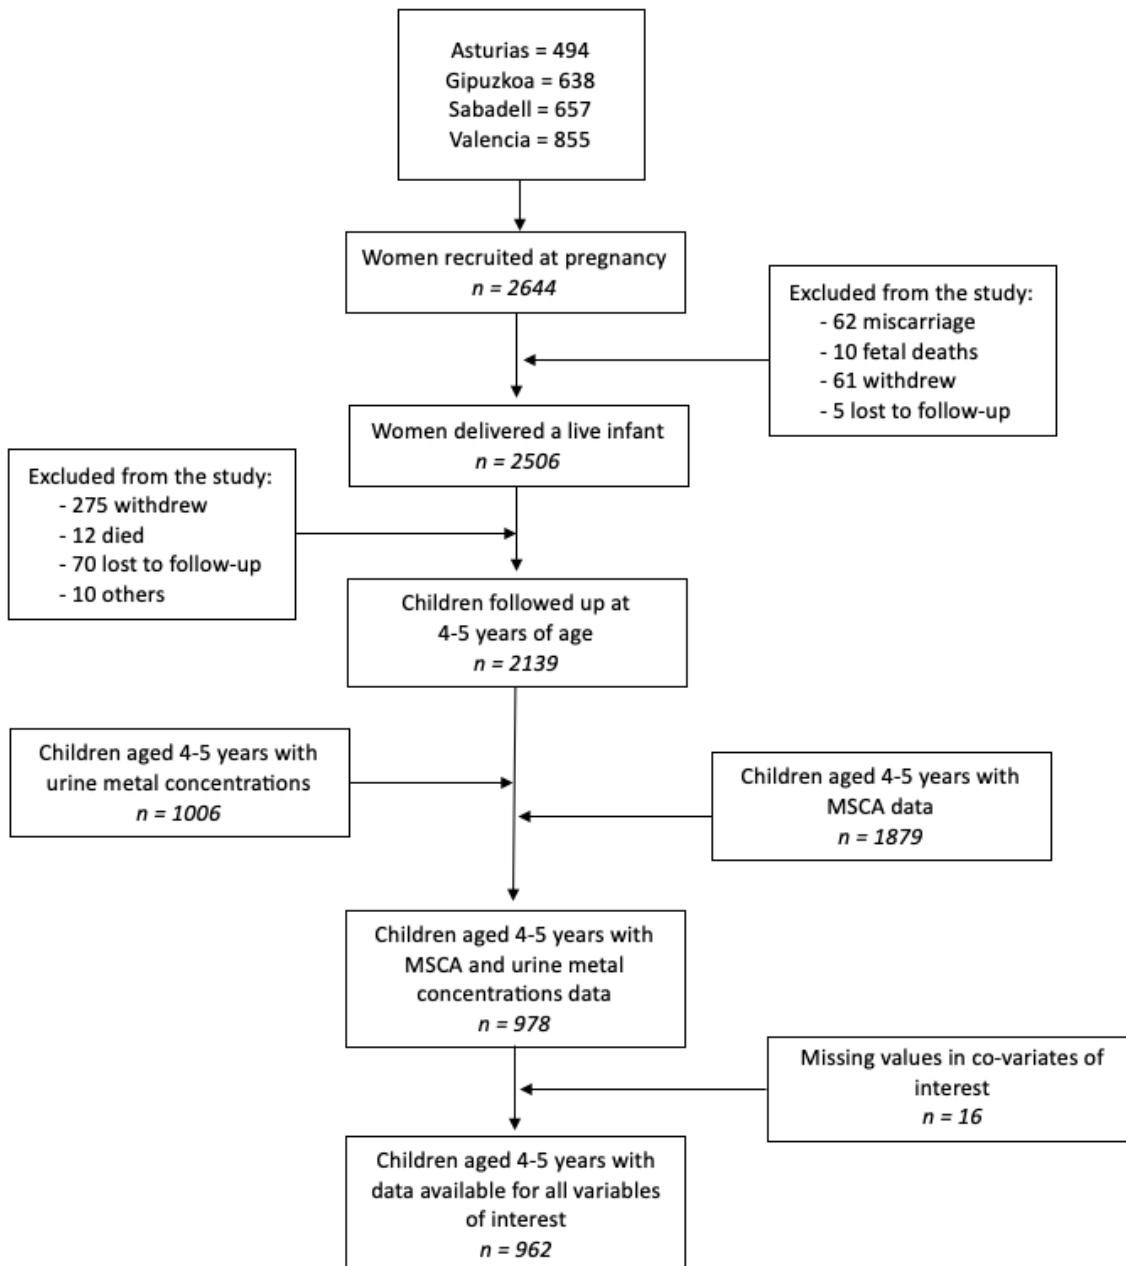 Asturias = 494
Gipuzkoa = 638
Sabadell = 657
Valencia = 855
Women recruited at pregnancy
n = 2644
Excluded from the study:
- 62 miscarriage
- 10 fetal deaths
- 61 withdrew
- 5 lost to follow-up
Women delivered a live infant
n = 2506
Excluded from the study:
- 275 withdrew
- 12 died
- 70 lost to follow-up
- 10 others
Children followed up at
4-5 years of age
n = 2139
Children aged 4-5 years with
urine metal concentrations
n = 1006
Children aged 4-5 years with
MSCA data
n = 1879
Children aged 4-5 years with
MSCA and urine metal
concentrations data
n = 978
Missing values in co-variates of
interest
n = 16
Children aged 4-5 years with
data available for all variables
of interest
n = 962